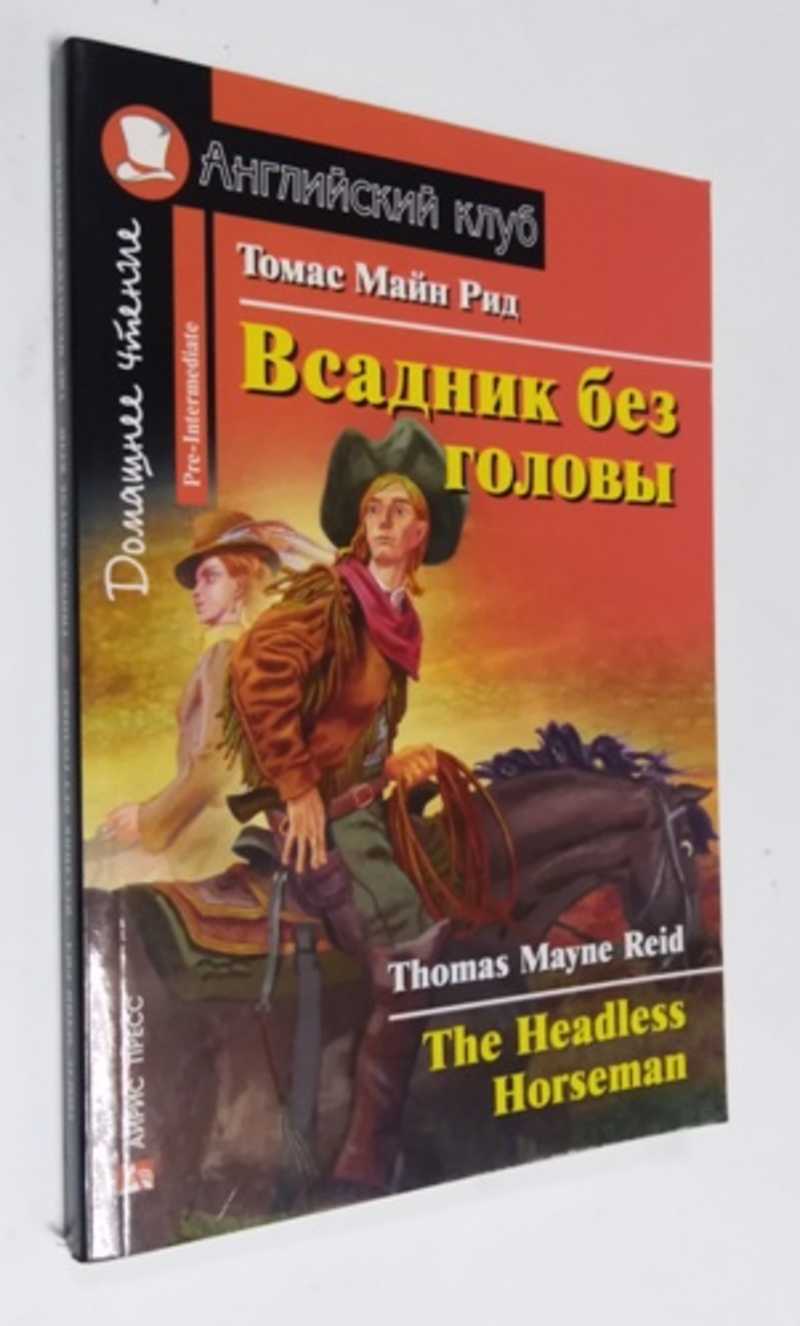 Английский клуб
Домашнее чтение
Pre-Intermediate
Томас Майн Рид
Всадник без
головы
Thomas Mayne Reid
The Headless
Horseman
АЙРИС ПРЕСС